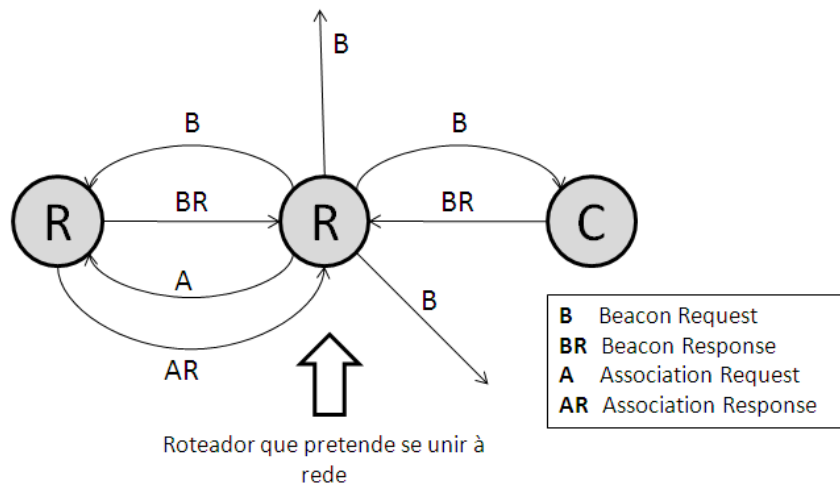 B
B
B
R
BR
R
BR
C
A
B
AR
B Beacon Request
BR Beacon Response
A Association Request
AR Association Response
Roteador que pretende se unir à
rede